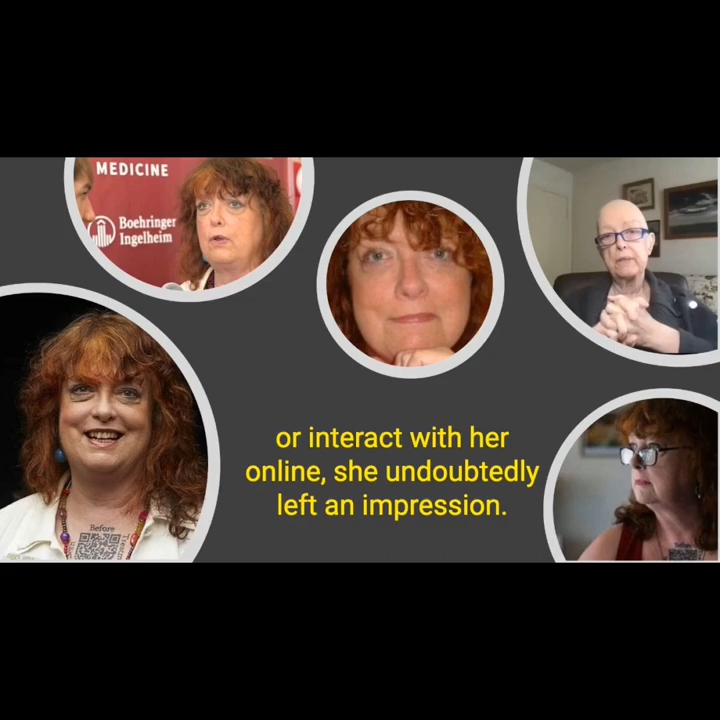 MEDICINE
Boehringer
Ingelheim
or interact with her
online, she undoubtedly
left an impression.
Before